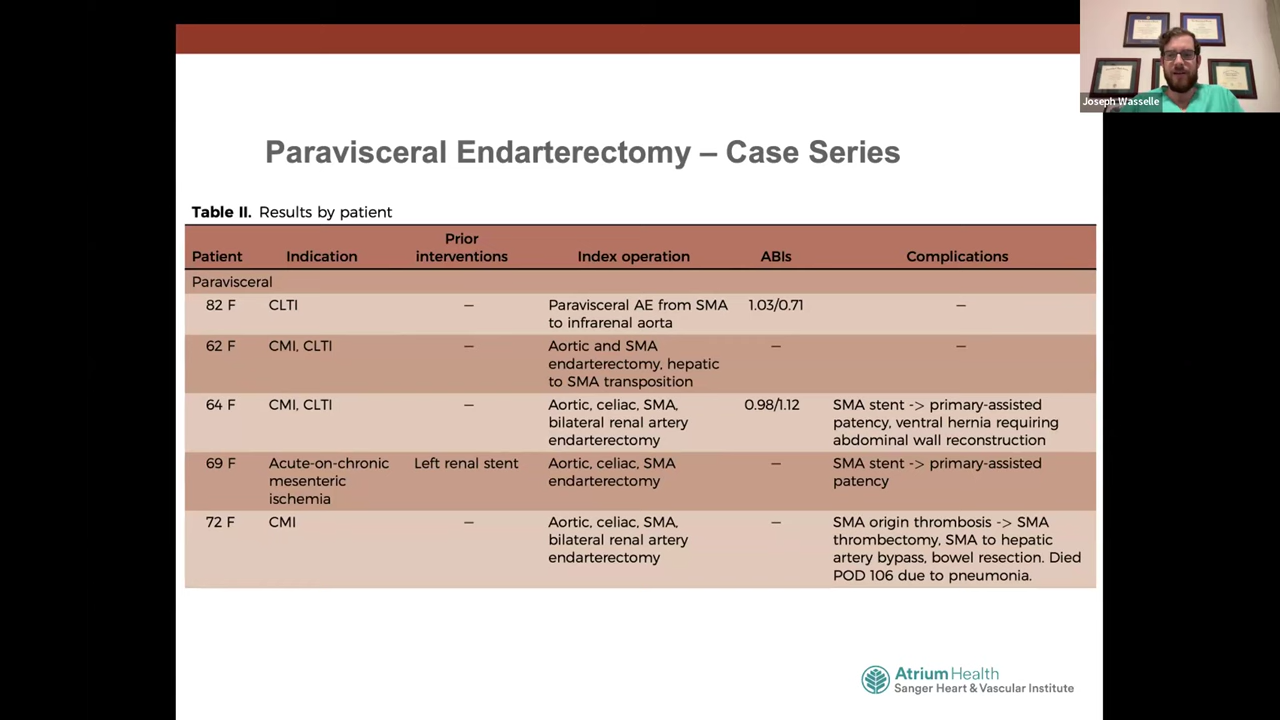 Joseph Wasselle
Paravisceral Endarterectomy – Case Series
Table II. Results by patient
Patient Indication Prior interventions Index operation ABIs Complications
Paravisceral
82 F CLTI — Paravisceral AE from SMA 1.03/0.71 —
to infrarenal aorta
62 F CMI, CLTI — Aortic and SMA — —
endarterectomy, hepatic
to SMA transposition
64 F CMI, CLTI — Aortic, celiac, SMA, 0.98/1.12 SMA stent -> primary-assisted
bilateral renal artery patency, ventral hernia requiring
endarterectomy abdominal wall reconstruction
69 F Acute-on-chronic Left renal stent Aortic, celiac, SMA — SMA stent -> primary-assisted
mesenteric endarterectomy patency
ischemia
72 F CMI — Aortic, celiac, SMA, — SMA origin thrombosis -> SMA
bilateral renal artery thrombectomy, SMA to hepatic
endarterectomy artery bypass, bowel resection. Died
POD 106 due to pneumonia.
Atrium Health
Sanger Heart & Vascular Institute